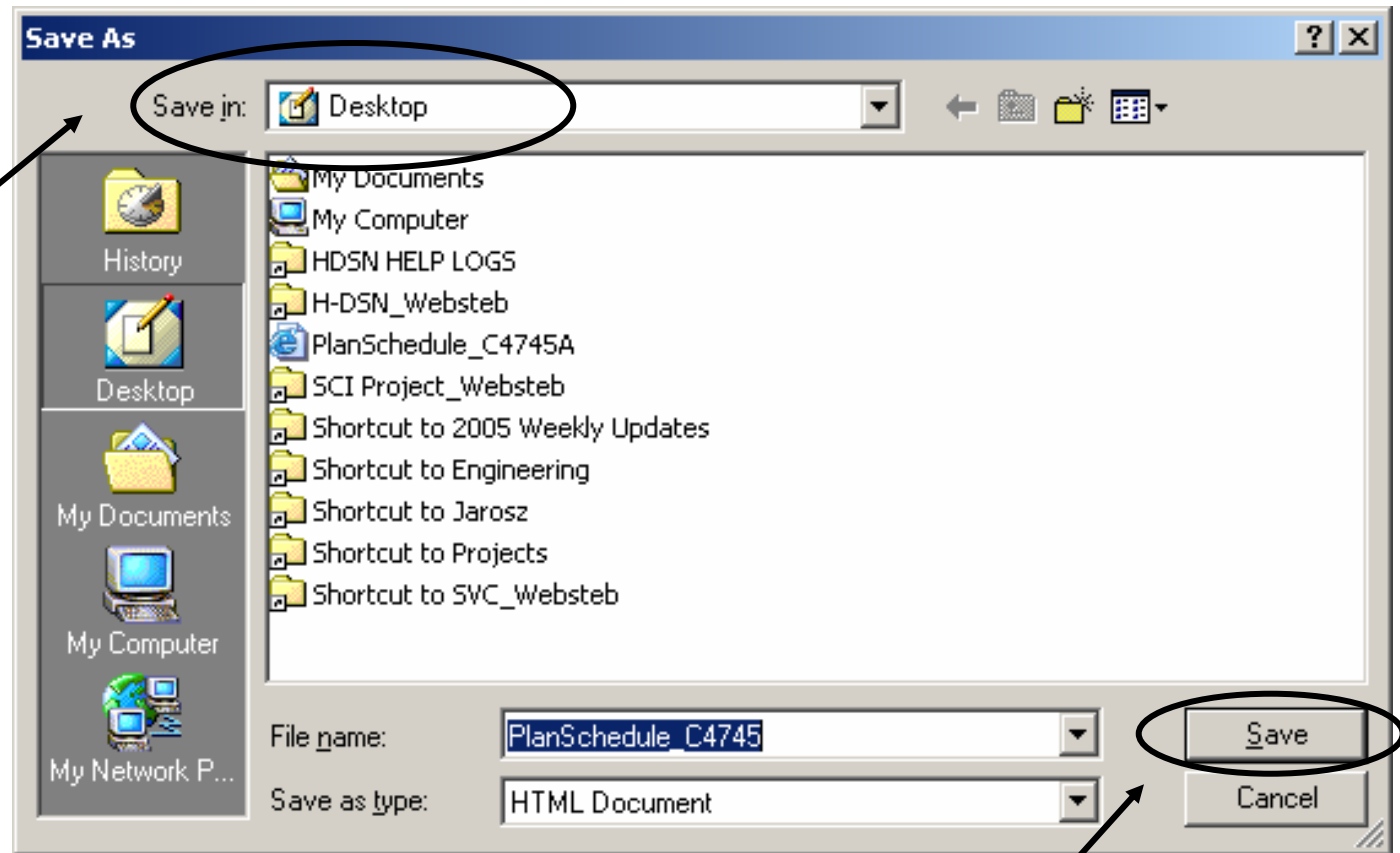 Save As
Save in: Desktop
My Documents
My Computer
HDSN HELP LOGS
H-DSN_Websteb
PlanSchedule_C4745A
SCI Project_Websteb
Shortcut to 2005 Weekly Updates
Shortcut to Engineering
Shortcut to Jarosz
Shortcut to Projects
Shortcut to SVC_Websteb
History
Desktop
My Documents
My Computer
My Network P...
File name: PlanSchedule_C4745 Save
Save as type: HTML Document Cancel